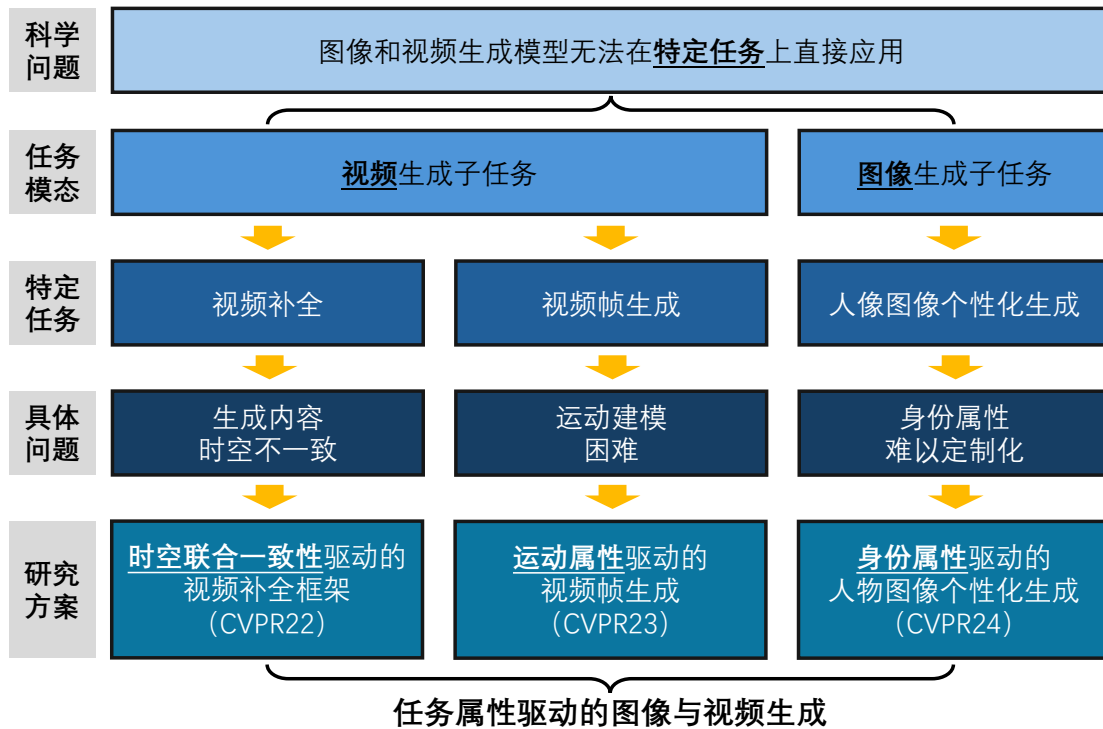 科学
问题
图像和视频生成模型无法在特定任务上直接应用
任务
模态
视频生成子任务
图像生成子任务
特定
任务
视频补全
视频帧生成
人像图像个性化生成
具体
问题
生成内容
时空不一致
运动建模
困难
身份属性
难以定制化
研究
方案
时空联合一致性驱动的
视频补全框架
（CVPR22）
运动属性驱动的
视频帧生成
（CVPR23）
身份属性驱动的
人物图像个性化生成
（CVPR24）
任务属性驱动的图像与视频生成